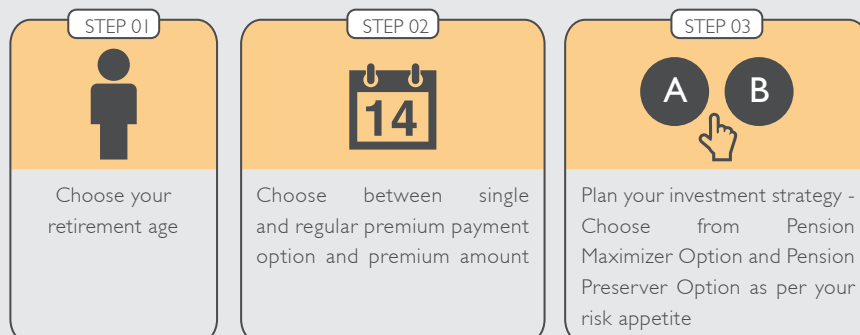 STEP 01
Choose your
retirement age
STEP 02
14
Choose between single
and regular premium payment
option and premium amount
STEP 03
A B
Plan your investment strategy -
Choose from Pension
Maximizer Option and Pension
Preserver Option as per your
risk appetite